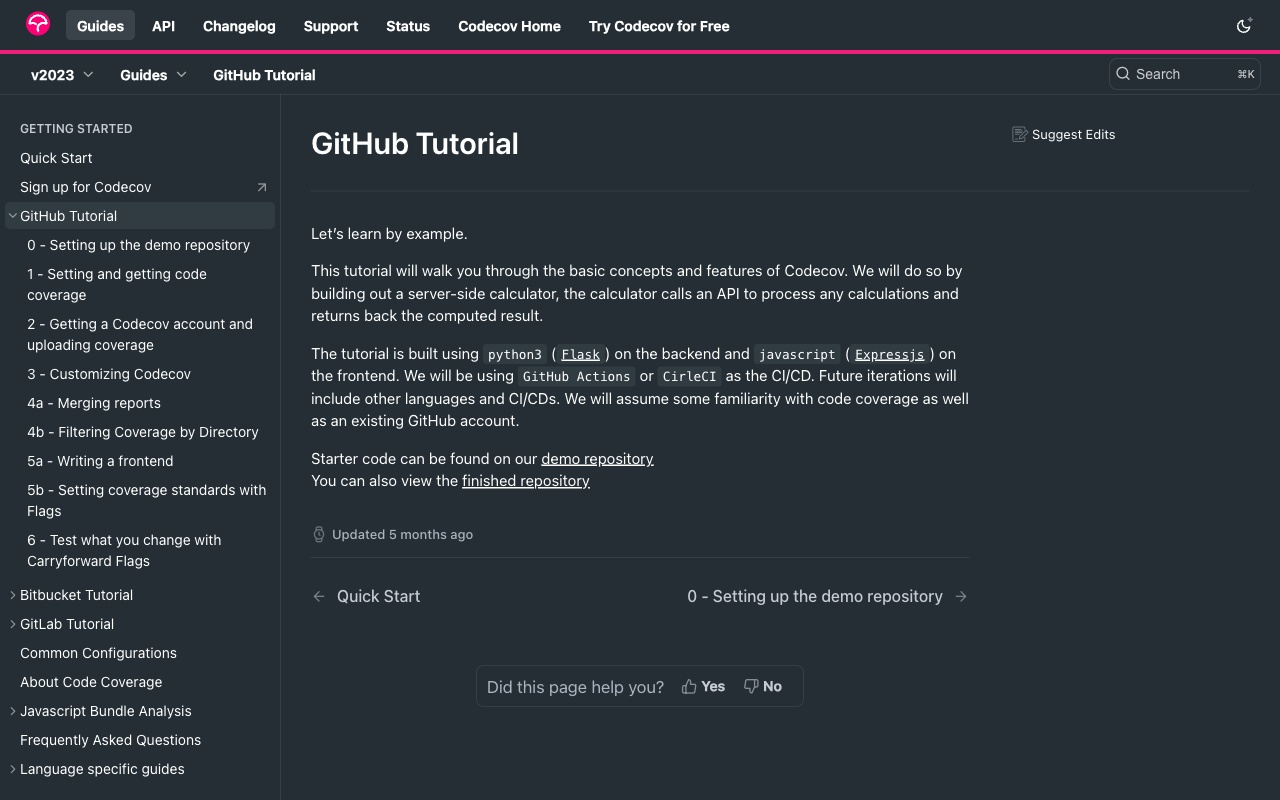 Guides API Changelog Support Status Codecov Home Try Codecov for Free
v2023 Guides GitHub Tutorial Search ⌘K
GETTING STARTED
Quick Start
Sign up for Codecov
GitHub Tutorial
0 - Setting up the demo repository
1 - Setting and getting code
coverage
2 - Getting a Codecov account and
uploading coverage
3 - Customizing Codecov
4a - Merging reports
4b - Filtering Coverage by Directory
5a - Writing a frontend
5b - Setting coverage standards with
Flags
6 - Test what you change with
Carryforward Flags
Bitbucket Tutorial
GitLab Tutorial
Common Configurations
About Code Coverage
Javascript Bundle Analysis
Frequently Asked Questions
Language specific guides
GitHub Tutorial
Suggest Edits
Let’s learn by example.
This tutorial will walk you through the basic concepts and features of Codecov. We will do so by
building out a server-side calculator, the calculator calls an API to process any calculations and
returns back the computed result.
The tutorial is built using python3 ( Flask ) on the backend and javascript ( Expressjs ) on
the frontend. We will be using GitHub Actions or CirleCI as the CI/CD. Future iterations will
include other languages and CI/CDs. We will assume some familiarity with code coverage as well
as an existing GitHub account.
Starter code can be found on our demo repository
You can also view the finished repository
Updated 5 months ago
Quick Start
0 - Setting up the demo repository
Did this page help you? Yes No